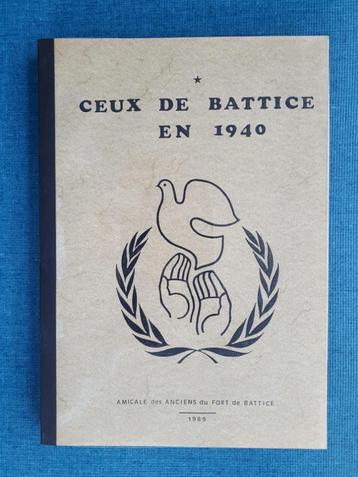 CEUX DE BATTICE
EN 1940
AMICALE des ANCIENS du FORT de BATTICE
1989